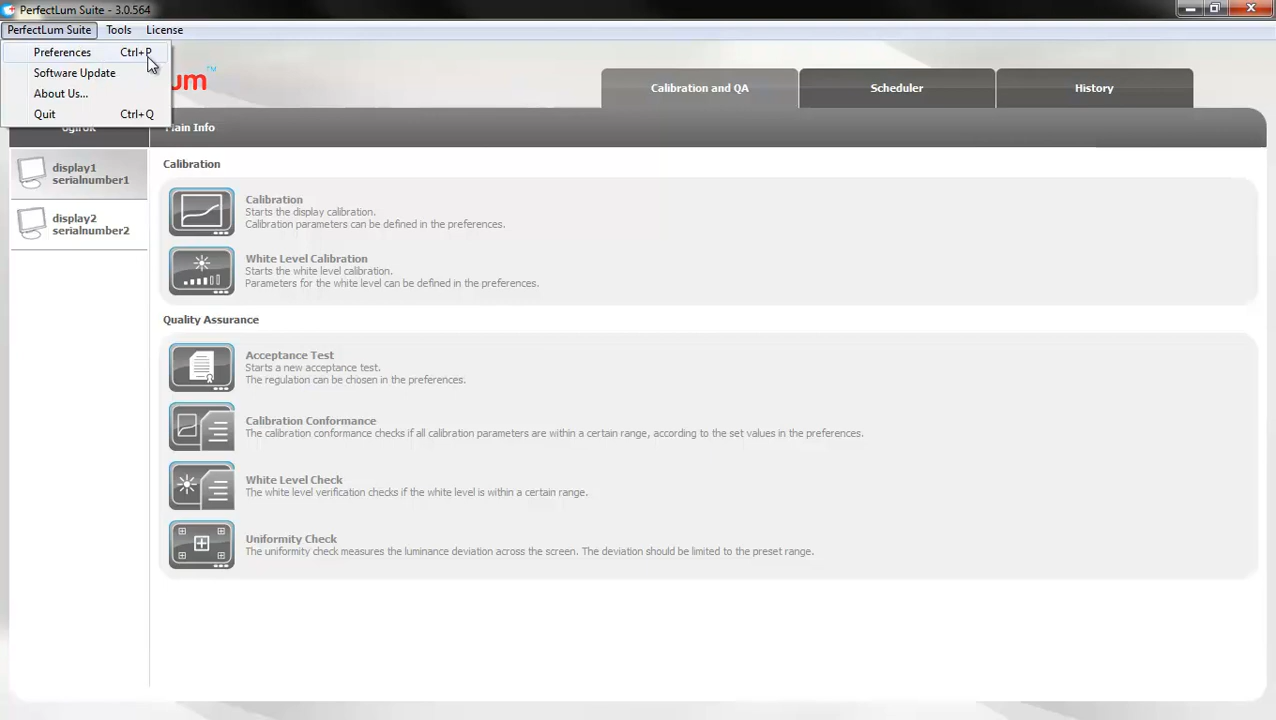 PerfectLum Suite - 3.0.564
PerfectLum Suite Tools License
Preferences Ctrl+P
Software Update
About Us...
Quit Ctrl+Q
um™
Calibration and QA Scheduler History
Main Info
display1
serialnumber1
display2
serialnumber2
Calibration
Calibration
Starts the display calibration.
Calibration parameters can be defined in the preferences.
White Level Calibration
Starts the white level calibration.
Parameters for the white level can be defined in the preferences.
Quality Assurance
Acceptance Test
Starts a new acceptance test.
The regulation can be chosen in the preferences.
Calibration Conformance
The calibration conformance checks if all calibration parameters are within a certain range, according to the set values in the preferences.
White Level Check
The white level verification checks if the white level is within a certain range.
Uniformity Check
The uniformity check measures the luminance deviation across the screen. The deviation should be limited to the preset range.